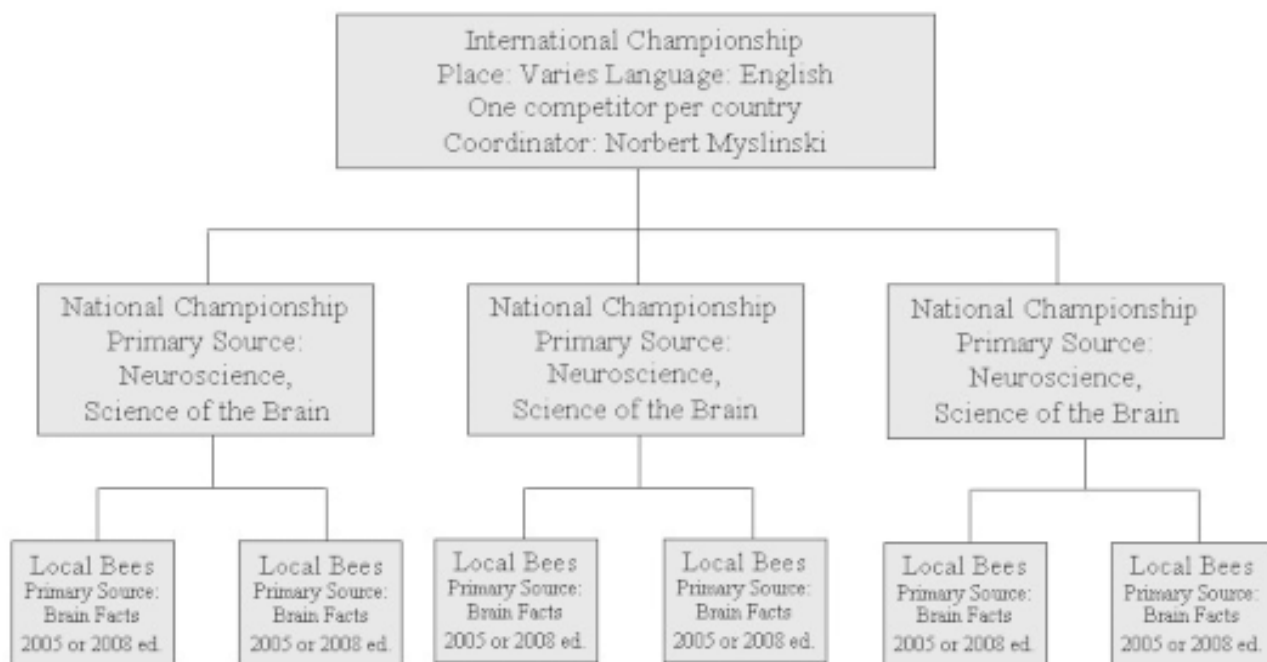 International Championship
Place: Varies Language: English
One competitor per country
Coordinator: Norbert Myslinski
National Championship
Primary Source:
Neuroscience,
Science of the Brain
National Championship
Primary Source:
Neuroscience,
Science of the Brain
National Championship
Primary Source:
Neuroscience,
Science of the Brain
Local Bees
Primary Source:
Brain Facts
2005 or 2008 ed.
Local Bees
Primary Source:
Brain Facts
2005 or 2008 ed.
Local Bees
Primary Source:
Brain Facts
2005 or 2008 ed.
Local Bees
Primary Source:
Brain Facts
2005 or 2008 ed.
Local Bees
Primary Source:
Brain Facts
2005 or 2008 ed.
Local Bees
Primary Source:
Brain Facts
2005 or 2008 ed.